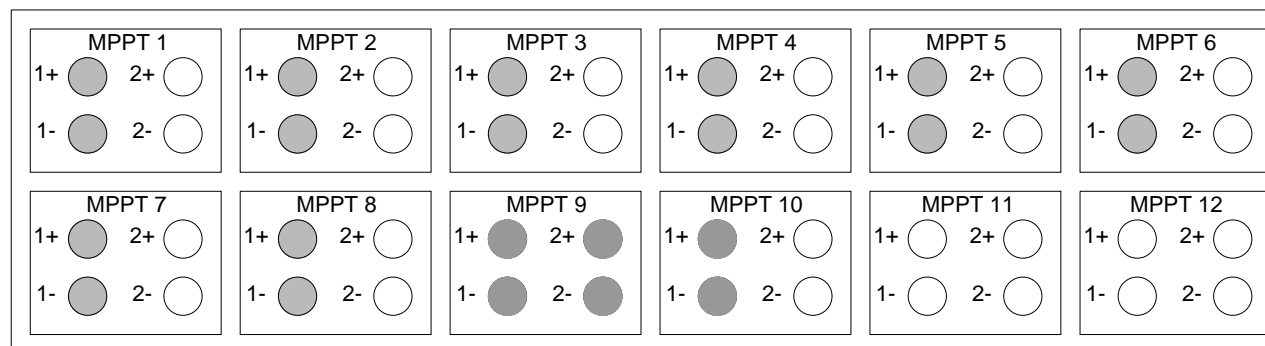 MPPT 1 MPPT 2 MPPT 3 MPPT 4 MPPT 5 MPPT 6
1+ 2+ 1+ 2+ 1+ 2+ 1+ 2+ 1+ 2+ 1+ 2+
1- 2- 1- 2- 1- 2- 1- 2- 1- 2- 1- 2-
MPPT 7 MPPT 8 MPPT 9 MPPT 10 MPPT 11 MPPT 12
1+ 2+ 1+ 2+ 1+ 2+ 1+ 2+ 1+ 2+ 1+ 2+
1- 2- 1- 2- 1- 2- 1- 2- 1- 2- 1- 2-